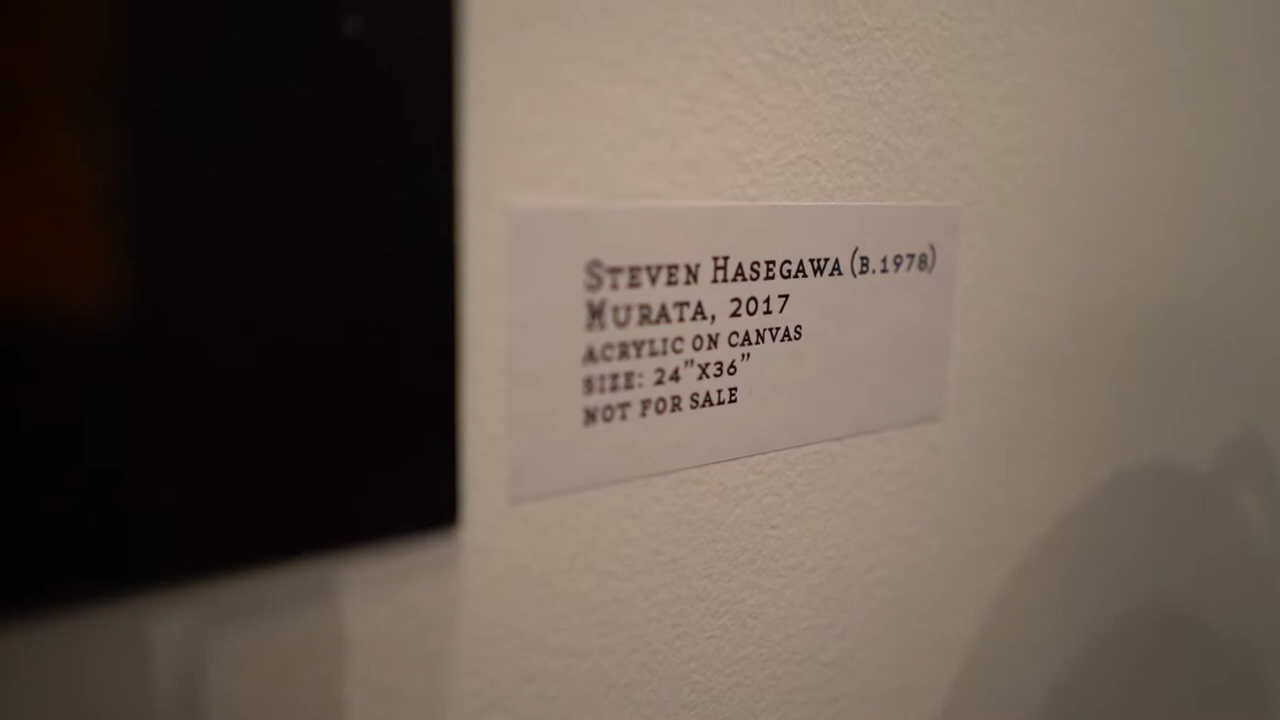 STEVEN HASEGAWA (B.1978)
MURATA, 2017
ACRYLIC ON CANVAS
SIZE: 24”X36”
NOT FOR SALE